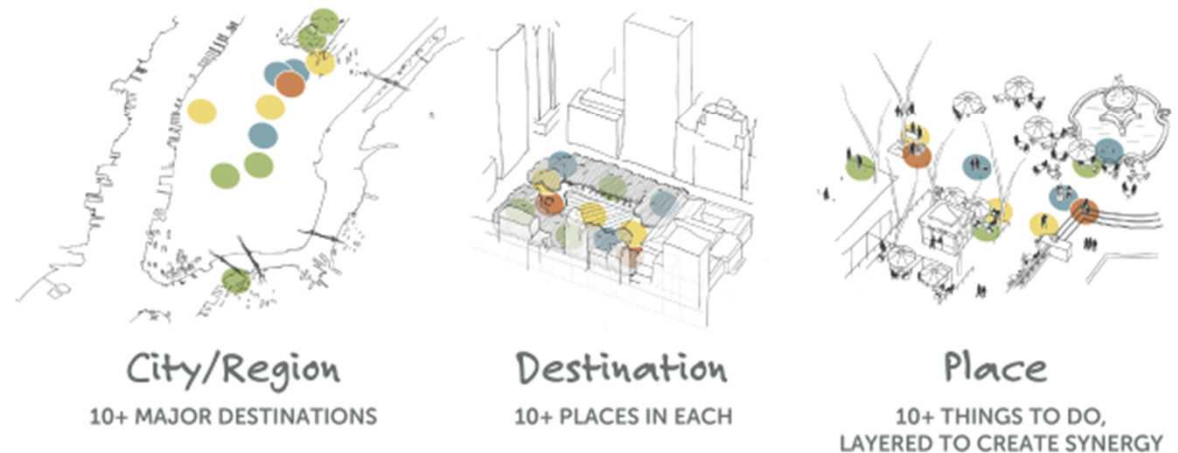 City/Region
10+ MAJOR DESTINATIONS
Destination
10+ PLACES IN EACH
Place
10+ THINGS TO DO,
LAYERED TO CREATE SYNERGY